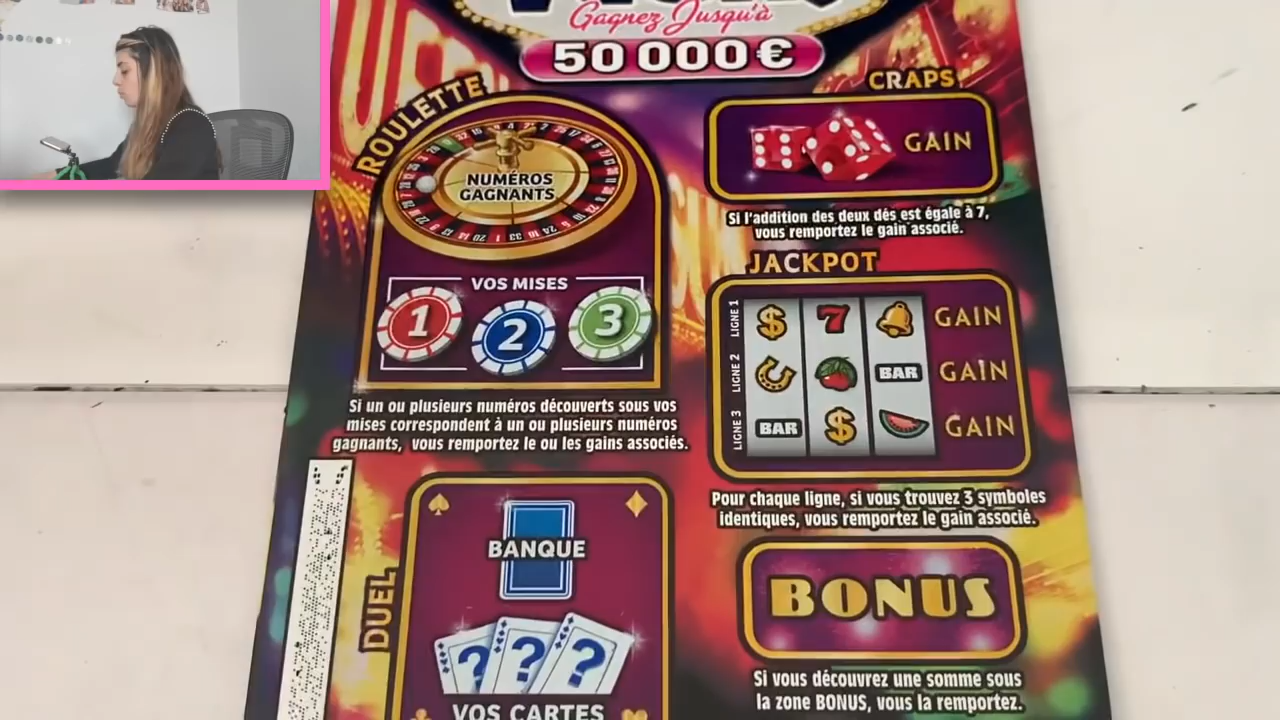 Gagnez Jusqu'à
50 000 €
ROULETTE
NUMÉROS
GAGNANTS
VOS MISES
1 2 3
Si un ou plusieurs numéros découverts sous vos
mises correspondent à un ou plusieurs numéros
gagnants, vous remportez le ou les gains associés.
DUEL
BANQUE
? ? ?
VOS CARTES
CRAPS
GAIN
Si l'addition des deux dés est égale à 7,
vous remportez le gain associé.
JACKPOT
LIGNE 1
$ 7 GAIN
LIGNE 2
BAR GAIN
LIGNE 3
BAR $ GAIN
Pour chaque ligne, si vous trouvez 3 symboles
identiques, vous remportez le gain associé.
BONUS
Si vous découvrez une somme sous
la zone BONUS, vous la remportez.